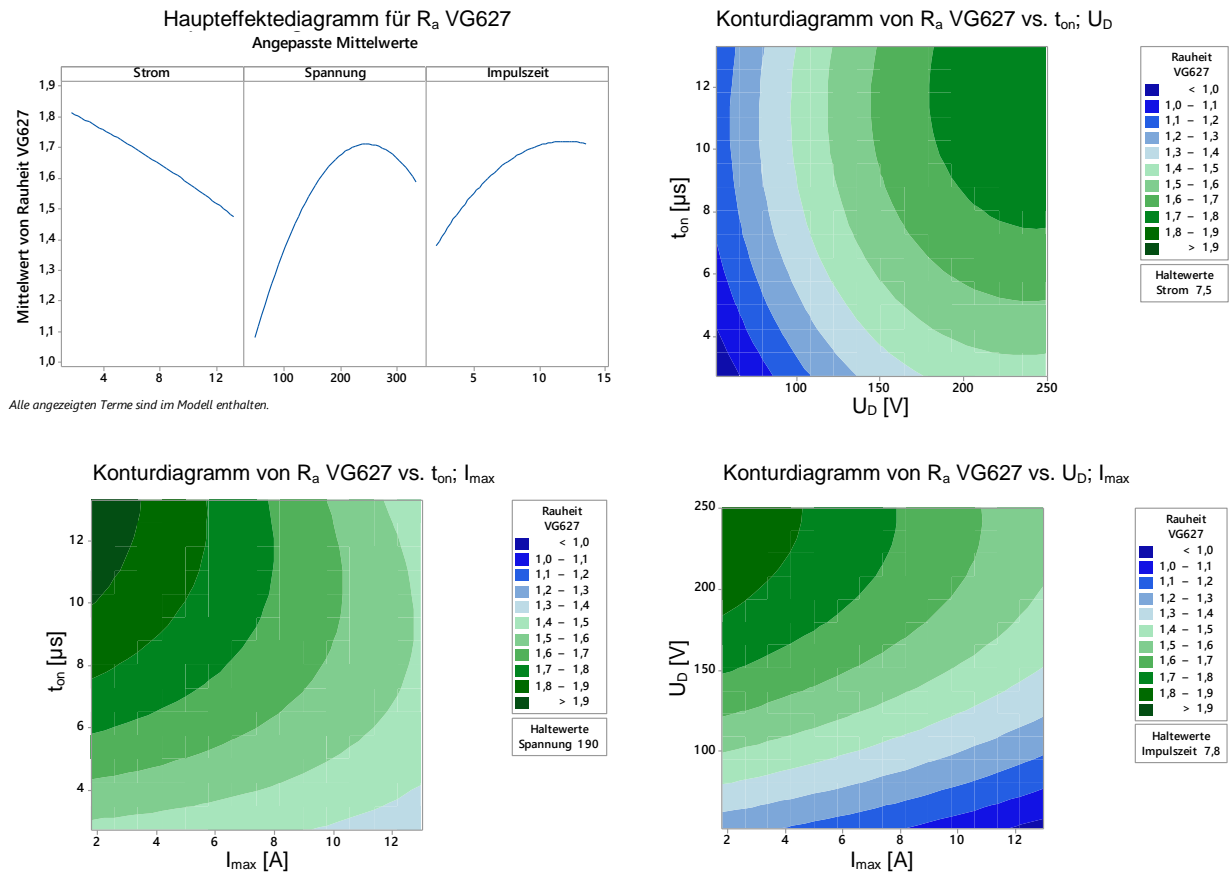 Haupteffektediagramm für Ra VG627
Angepasste Mittelwerte
Strom Spannung Impulszeit
Mittelwert von Rauheit VG627
1,9
1,8
1,7
1,6
1,5
1,4
1,3
1,2
1,1
1,0
4 8 12 100 200 300 5 10 15
Alle angezeigten Terme sind im Modell enthalten.
Konturdiagramm von Ra VG627 vs. ton; UD
ton [µs]
12
10
8
6
4
100 150 200 250
UD [V]
Rauheit
VG627
< 1,0
1,0 – 1,1
1,1 – 1,2
1,2 – 1,3
1,3 – 1,4
1,4 – 1,5
1,5 – 1,6
1,6 – 1,7
1,7 – 1,8
1,8 – 1,9
> 1,9
Haltewerte
Strom 7,5
Konturdiagramm von Ra VG627 vs. ton; Imax
ton [µs]
12
10
8
6
4
2 4 6 8 10 12
Imax [A]
Rauheit
VG627
< 1,0
1,0 – 1,1
1,1 – 1,2
1,2 – 1,3
1,3 – 1,4
1,4 – 1,5
1,5 – 1,6
1,6 – 1,7
1,7 – 1,8
1,8 – 1,9
> 1,9
Haltewerte
Spannung 190
Konturdiagramm von Ra VG627 vs. UD; Imax
UD [V]
250
200
150
100
2 4 6 8 10 12
Imax [A]
Rauheit
VG627
< 1,0
1,0 – 1,1
1,1 – 1,2
1,2 – 1,3
1,3 – 1,4
1,4 – 1,5
1,5 – 1,6
1,6 – 1,7
1,7 – 1,8
1,8 – 1,9
> 1,9
Haltewerte
Impulszeit 7,8